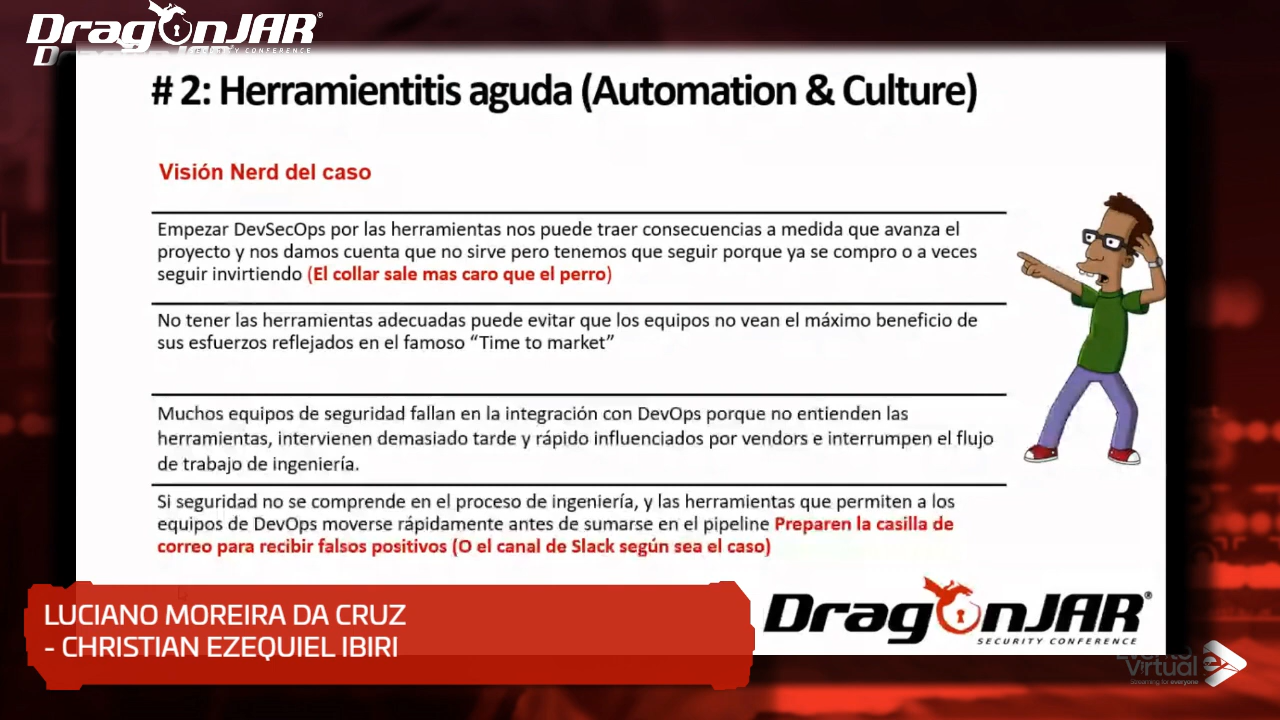 DragonJAR®
SECURITY CONFERENCE
# 2: Herramientitis aguda (Automation & Culture)
Visión Nerd del caso
Empezar DevSecOps por las herramientas nos puede traer consecuencias a medida que avanza el
proyecto y nos damos cuenta que no sirve pero tenemos que seguir porque ya se compro o a veces
seguir invirtiendo (El collar sale mas caro que el perro)
No tener las herramientas adecuadas puede evitar que los equipos no vean el máximo beneficio de
sus esfuerzos reflejados en el famoso “Time to market”
Muchos equipos de seguridad fallan en la integración con DevOps porque no entienden las
herramientas, intervienen demasiado tarde y rápido influenciados por vendors e interrumpen el flujo
de trabajo de ingeniería.
Si seguridad no se comprende en el proceso de ingeniería, y las herramientas que permiten a los
equipos de DevOps moverse rápidamente antes de sumarse en el pipeline Preparen la casilla de
correo para recibir falsos positivos (O el canal de Slack según sea el caso)
LUCIANO MOREIRA DA CRUZ
- CHRISTIAN EZEQUIEL IBIRI
DragonJAR®
SECURITY CONFERENCE
Evento
Virtual
Streaming for everyone